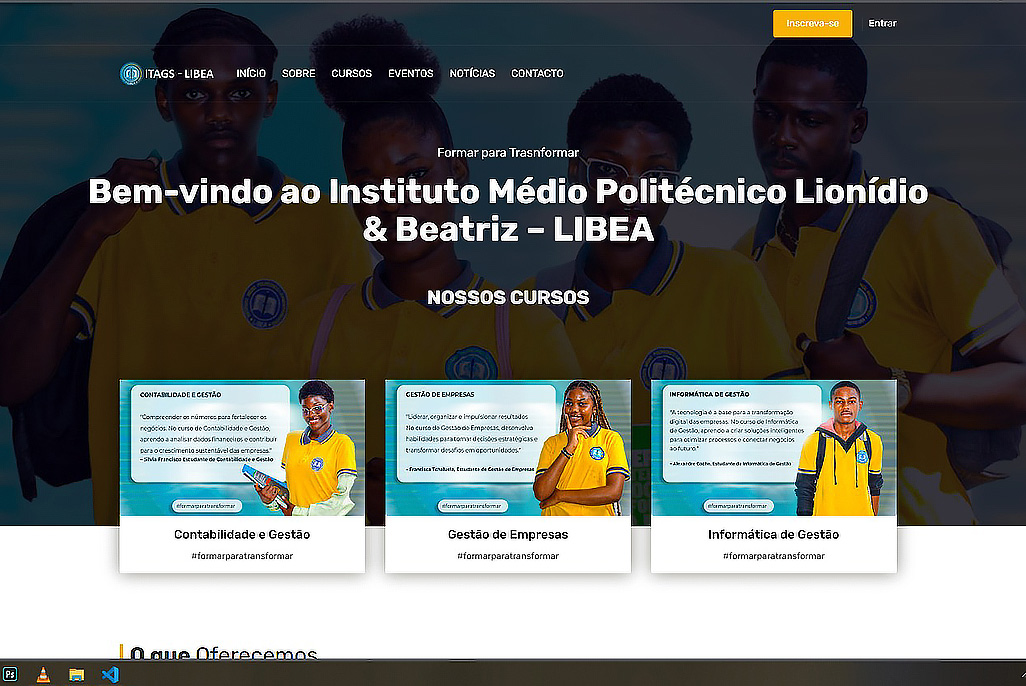 Inscreva-se
Entrar
ITAGS - LIBEA
INÍCIO
SOBRE
CURSOS
EVENTOS
NOTÍCIAS
CONTACTO
Formar para Trasnformar
Bem-vindo ao Instituto Médio Politécnico Lionídio
& Beatriz – LIBEA
NOSSOS CURSOS
CONTABILIDADE E GESTÃO
"Compreender os números para fortalecer os
negócios. No curso de Contabilidade e Gestão,
aprendo a analisar dados financeiros e contribuir
para o crescimento sustentável das empresas."
– Sílvia Francisco Estudante de Contabilidade e Gestão
#formarparatransformar
Contabilidade e Gestão
#formarparatransformar
GESTÃO DE EMPRESAS
"Liderar, organizar e impulsionar resultados
No curso de Gestão de Empresas, desenvolvo
habilidades para tomar decisões estratégicas e
transformar desafios em oportunidades."
- Francisca Estudante de Gestão de Empresas
#formarparatransformar
Gestão de Empresas
#formarparatransformar
INFORMÁTICA DE GESTÃO
"A tecnologia é a base para a transformação
digital das empresas. No curso de Informática
de Gestão, aprendo a criar soluções inteligentes
para otimizar processos e conectar negócios
ao futuro."
- Alexandre Estudante de Informática de Gestão
#formarparatransformar
Informática de Gestão
#formarparatransformar
O que Oferecemos
Ps